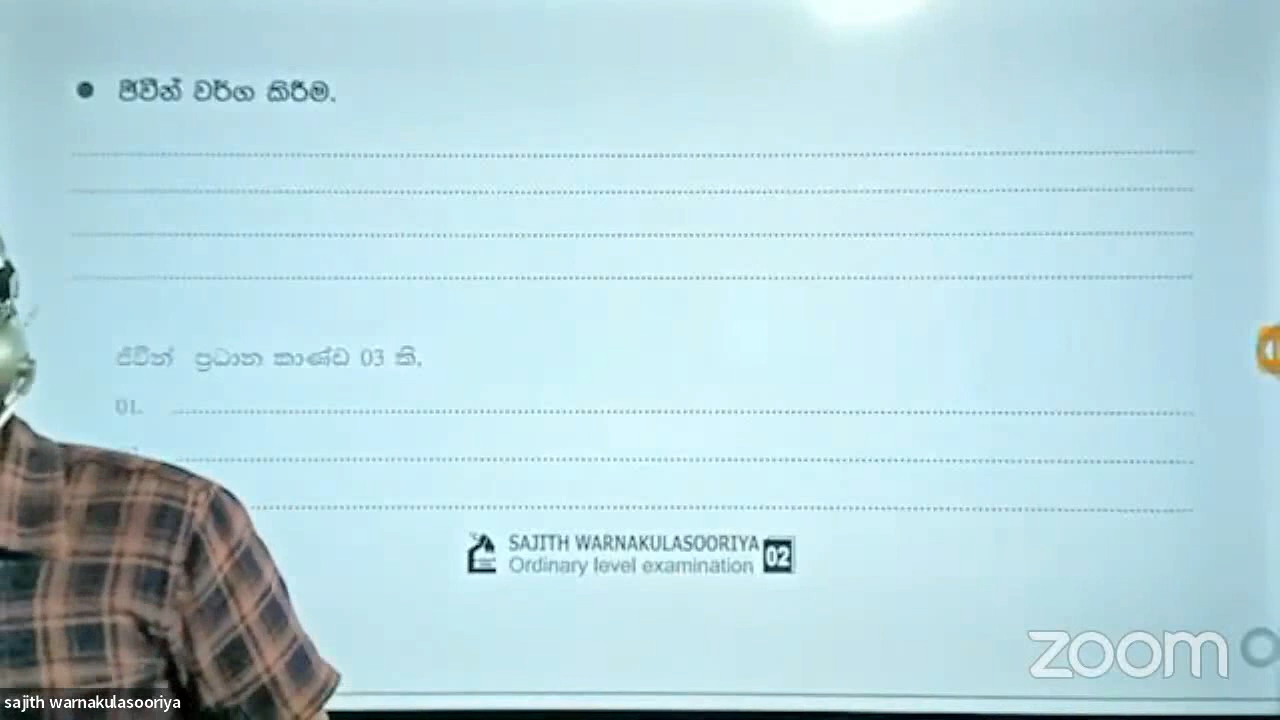 ● ජිවීන් වර්ග කිරීම.
ජිවීන් ප්‍රධාන කාණ්ඩ 03 කි.
01.
SAJITH WARNAKULASOORIYA 02
Ordinary level examination
zoom
sajith warnakulasooriya